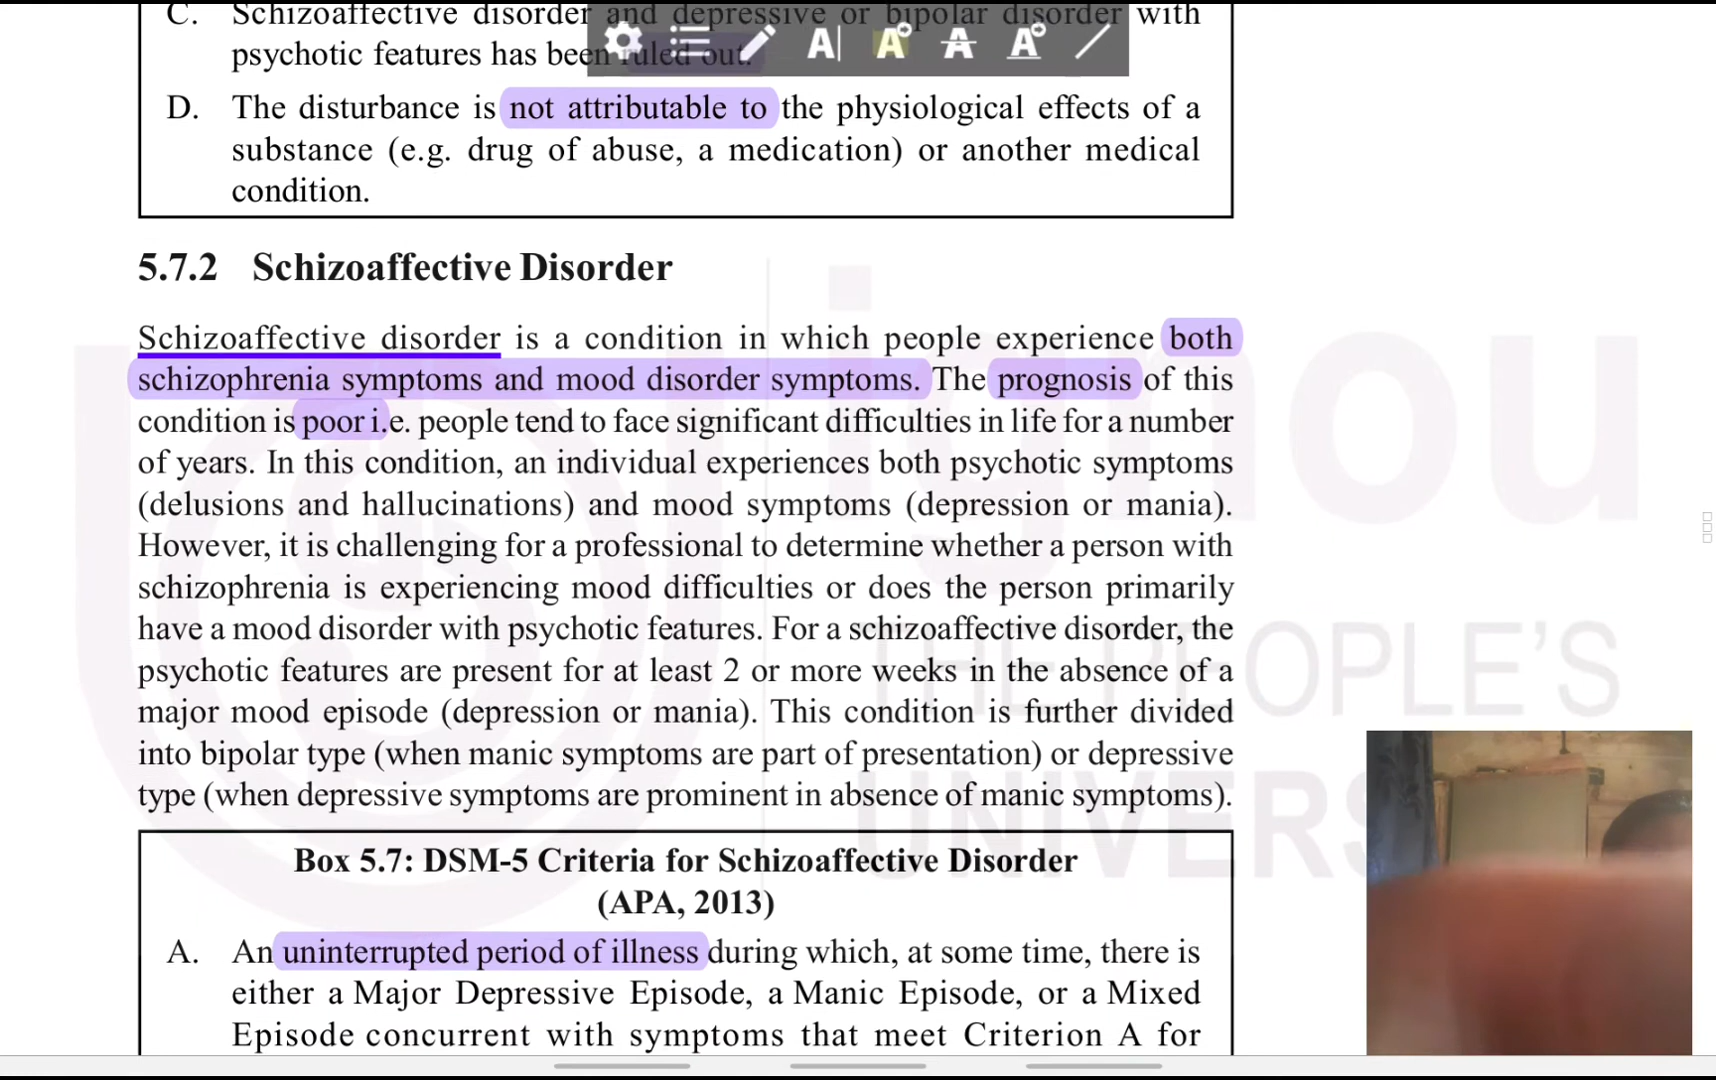 C. Schizoaffective disorder and depressive or bipolar disorder with
psychotic features has been ruled out.
D. The disturbance is not attributable to the physiological effects of a
substance (e.g. drug of abuse, a medication) or another medical
condition.
5.7.2 Schizoaffective Disorder
Schizoaffective disorder is a condition in which people experience both
schizophrenia symptoms and mood disorder symptoms. The prognosis of this
condition is poor i.e. people tend to face significant difficulties in life for a number
of years. In this condition, an individual experiences both psychotic symptoms
(delusions and hallucinations) and mood symptoms (depression or mania).
However, it is challenging for a professional to determine whether a person with
schizophrenia is experiencing mood difficulties or does the person primarily
have a mood disorder with psychotic features. For a schizoaffective disorder, the
psychotic features are present for at least 2 or more weeks in the absence of a
major mood episode (depression or mania). This condition is further divided
into bipolar type (when manic symptoms are part of presentation) or depressive
type (when depressive symptoms are prominent in absence of manic symptoms).
Box 5.7: DSM-5 Criteria for Schizoaffective Disorder
(APA, 2013)
A. An uninterrupted period of illness during which, at some time, there is
either a Major Depressive Episode, a Manic Episode, or a Mixed
Episode concurrent with symptoms that meet Criterion A for
ignou
THE PEOPLE'S
UNIVERS